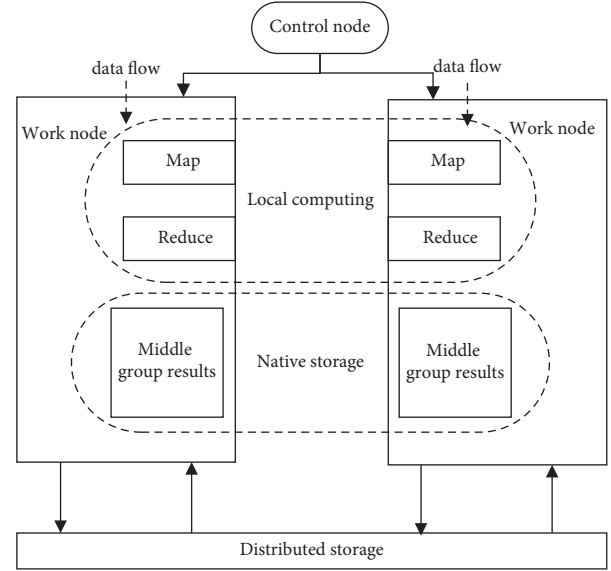 Control node
data flow
data flow
Work node
Work node
Map
Map
Local computing
Reduce
Reduce
Middle
group results
Native storage
Middle
group results
Distributed storage